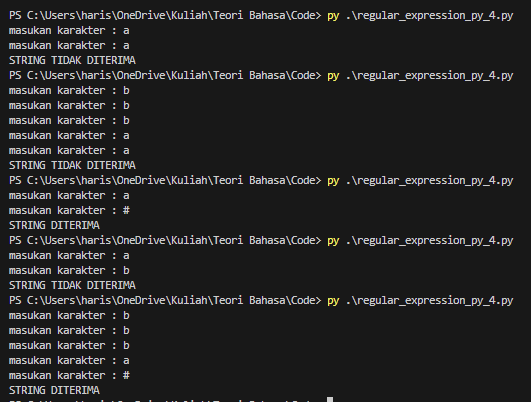 PS C:\Users\haris\OneDrive\Kuliah\Teori Bahasa\Code> py .\regular_expression_py_4.py
masukan karakter : a
masukan karakter : a
STRING TIDAK DITERIMA
PS C:\Users\haris\OneDrive\Kuliah\Teori Bahasa\Code> py .\regular_expression_py_4.py
masukan karakter : b
masukan karakter : b
masukan karakter : b
masukan karakter : a
masukan karakter : a
STRING TIDAK DITERIMA
PS C:\Users\haris\OneDrive\Kuliah\Teori Bahasa\Code> py .\regular_expression_py_4.py
masukan karakter : a
masukan karakter : #
STRING DITERIMA
PS C:\Users\haris\OneDrive\Kuliah\Teori Bahasa\Code> py .\regular_expression_py_4.py
masukan karakter : a
masukan karakter : b
STRING TIDAK DITERIMA
PS C:\Users\haris\OneDrive\Kuliah\Teori Bahasa\Code> py .\regular_expression_py_4.py
masukan karakter : b
masukan karakter : b
masukan karakter : b
masukan karakter : a
masukan karakter : #
STRING DITERIMA